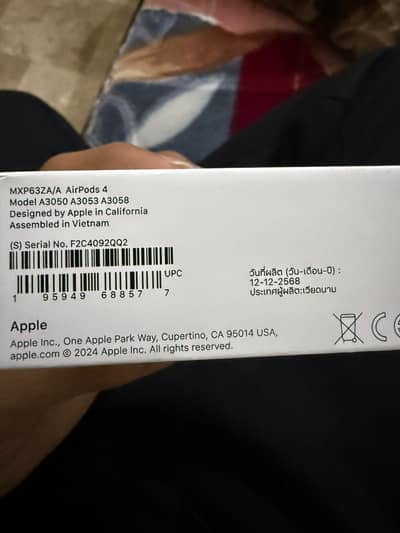 MXP63ZA/A AirPods 4
Model A3050 A3053 A3058
Designed by Apple in California
Assembled in Vietnam
(S) Serial No. F2C4092QQ2
UPC
1 95949 68857 7
วันที่ผลิต (วัน-เดือน-ปี) :
12-12-2568
ประเทศผู้ผลิต:เวียดนาม
Apple
Apple Inc., One Apple Park Way, Cupertino, CA 95014 USA,
apple.com © 2024 Apple Inc. All rights reserved.